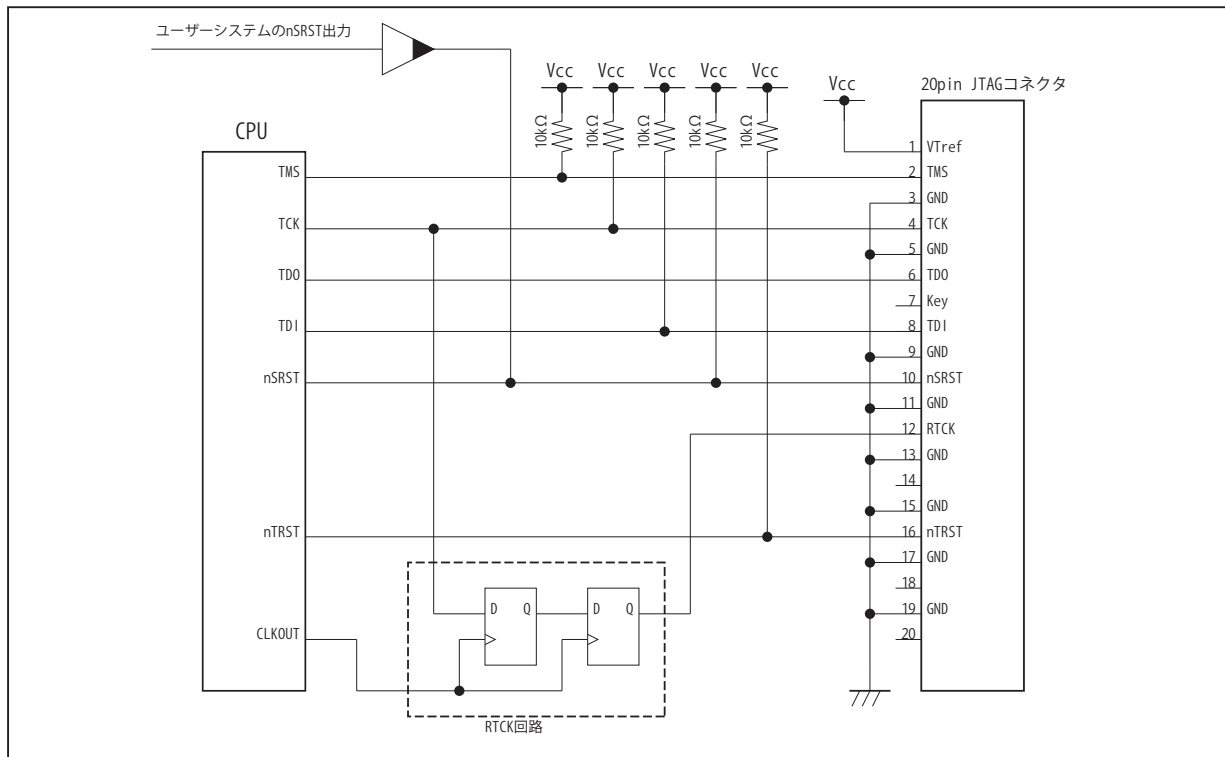 ユーザーシステムのnSRST出力
Vcc Vcc Vcc Vcc Vcc
Vcc
20pin JTAGコネクタ
10kΩ 10kΩ 10kΩ 10kΩ 10kΩ
CPU
1 VTref
TMS 2 TMS
3 GND
TCK 4 TCK
5 GND
TDO 6 TDO
7 Key
TDI 8 TDI
9 GND
nSRST 10 nSRST
11 GND
12 RTCK
13 GND
14
15 GND
nTRST 16 nTRST
17 GND
18
D Q D Q 19 GND
CLKOUT 20
RTCK回路